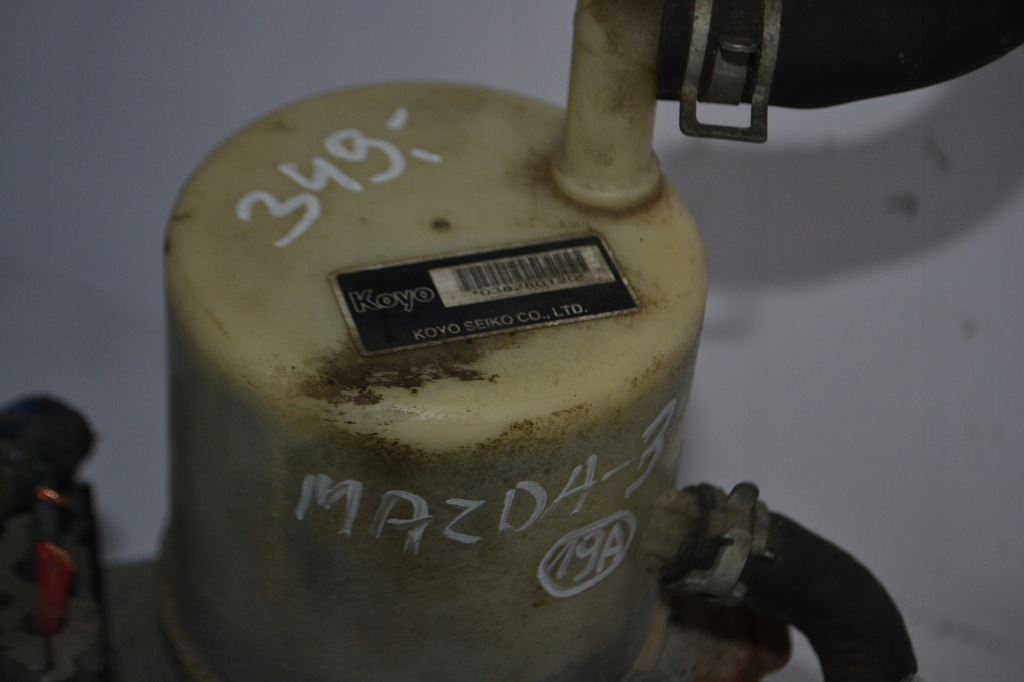 349,-
Koyo
KOYO SEIKO CO., LTD.
MAZDA-3
19A